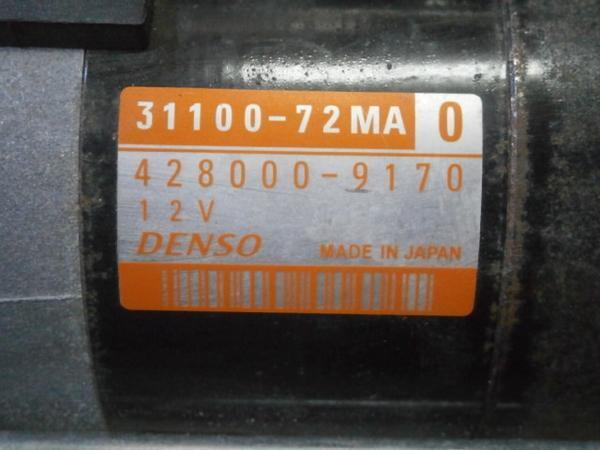 31100-72MA 0
428000-9170
12V
DENSO MADE IN JAPAN